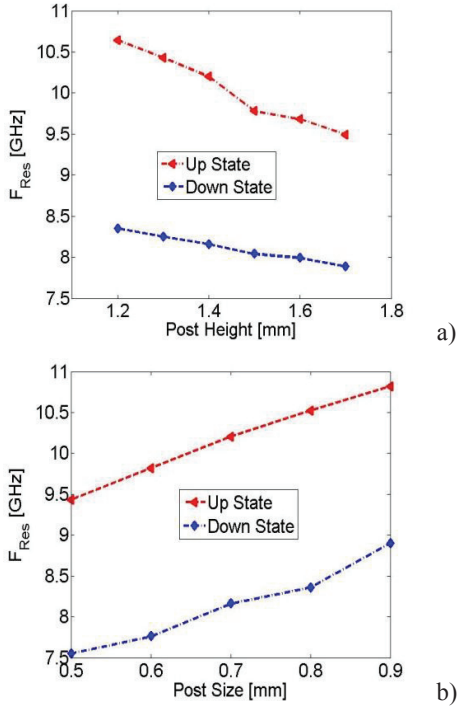 11
10.5
10
9.5
9
8.5
8
7.5
F_Res [GHz]
Up State
Down State
1.2 1.4 1.6 1.8
Post Height [mm]
a)
11
10.5
10
9.5
9
8.5
8
7.5
F_Res [GHz]
Up State
Down State
0.5 0.6 0.7 0.8 0.9
Post Size [mm]
b)